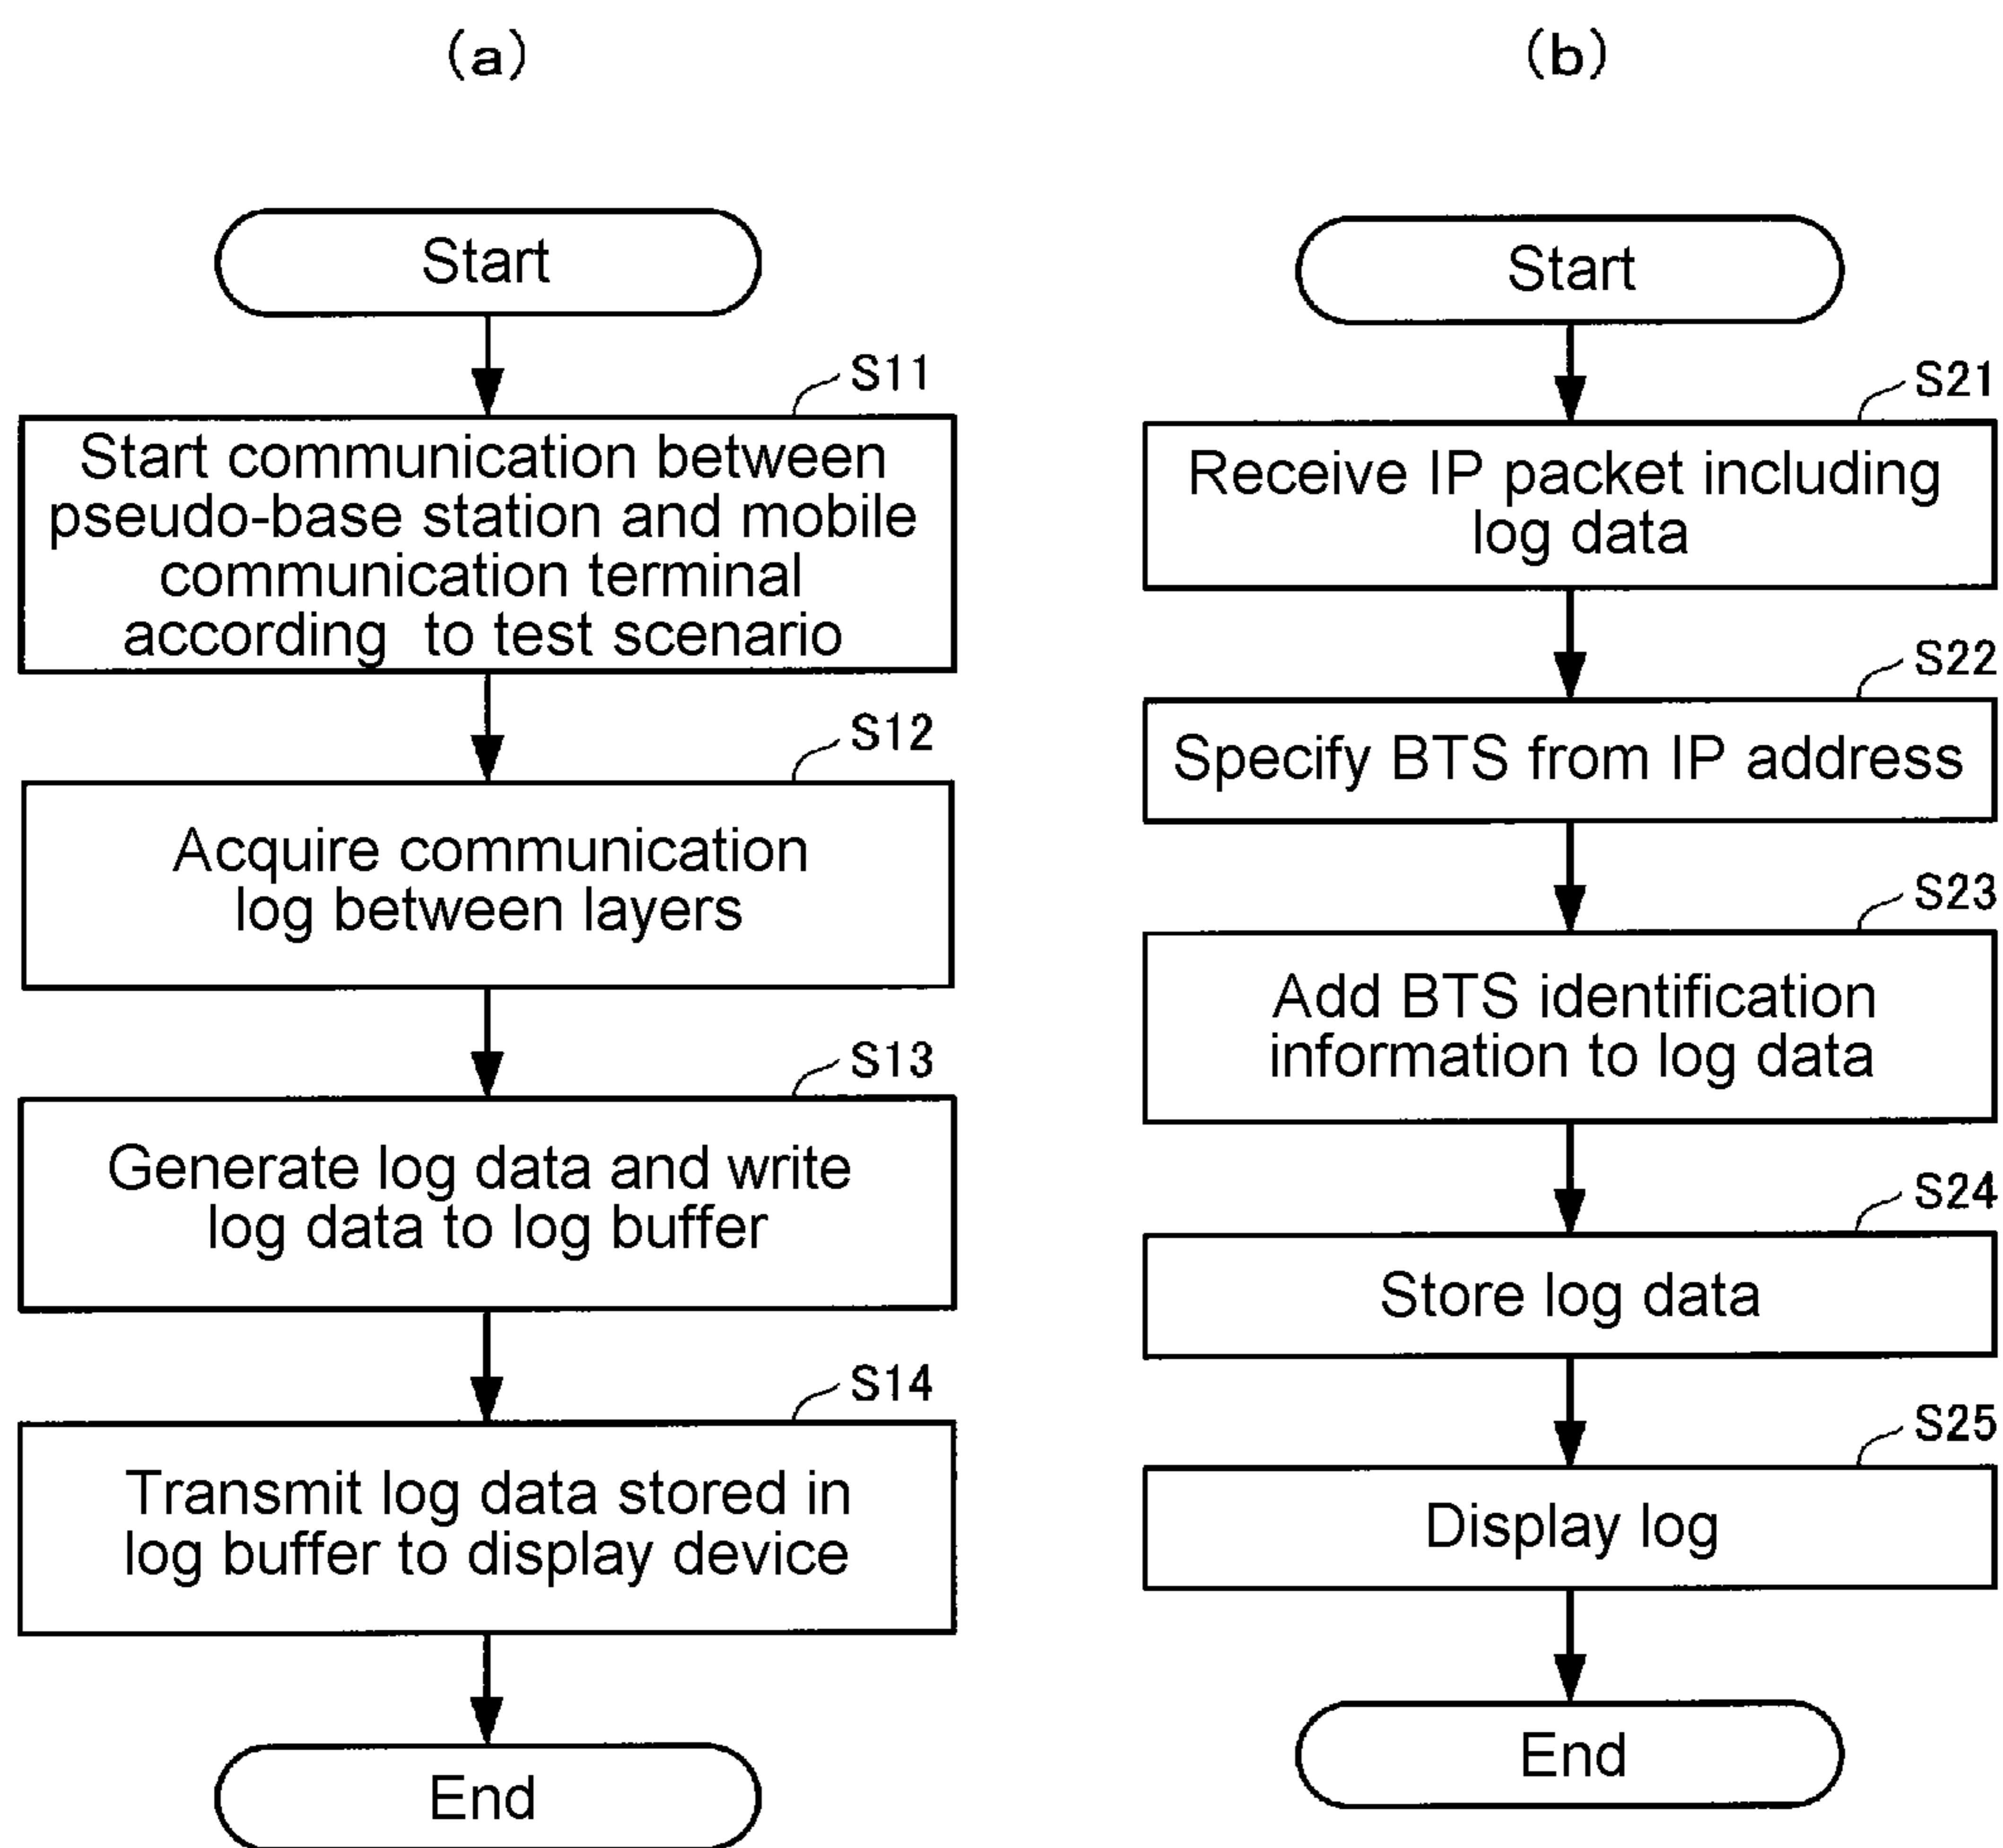 (a)
Start
S11
Start communication between
pseudo-base station and mobile
communication terminal
according to test scenario
S12
Acquire communication
log between layers
S13
Generate log data and write
log data to log buffer
S14
Transmit log data stored in
log buffer to display device
End
(b)
Start
S21
Receive IP packet including
log data
S22
Specify BTS from IP address
S23
Add BTS identification
information to log data
S24
Store log data
S25
Display log
End